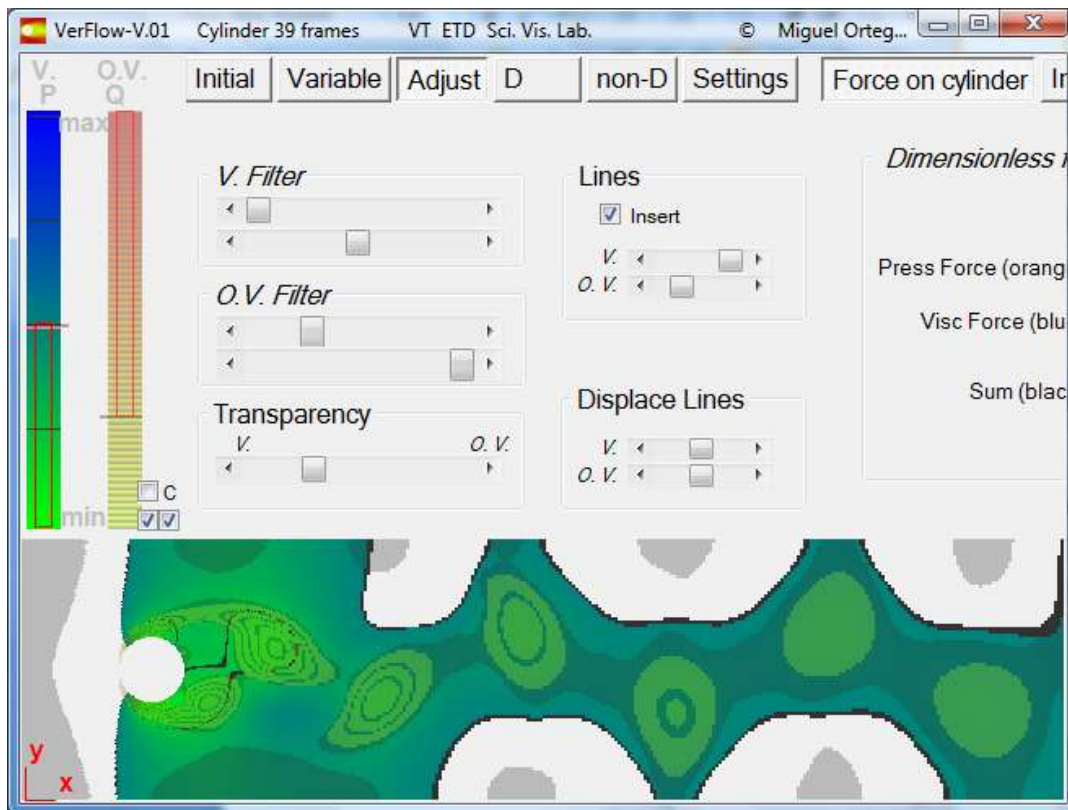 VerFlow-V.01 Cylinder 39 frames VT ETD Sci. Vis. Lab. © Miguel Orteg...
V. O.V.
P Q
max
Initial Variable Adjust D non-D Settings Force on cylinder In
V. Filter
O.V. Filter
Transparency
V. O. V.
Lines
Insert
V.
O. V.
Displace Lines
V.
O. V.
Dimensionless f
Press Force (orang
Visc Force (blu
Sum (blac
C
min
y
x